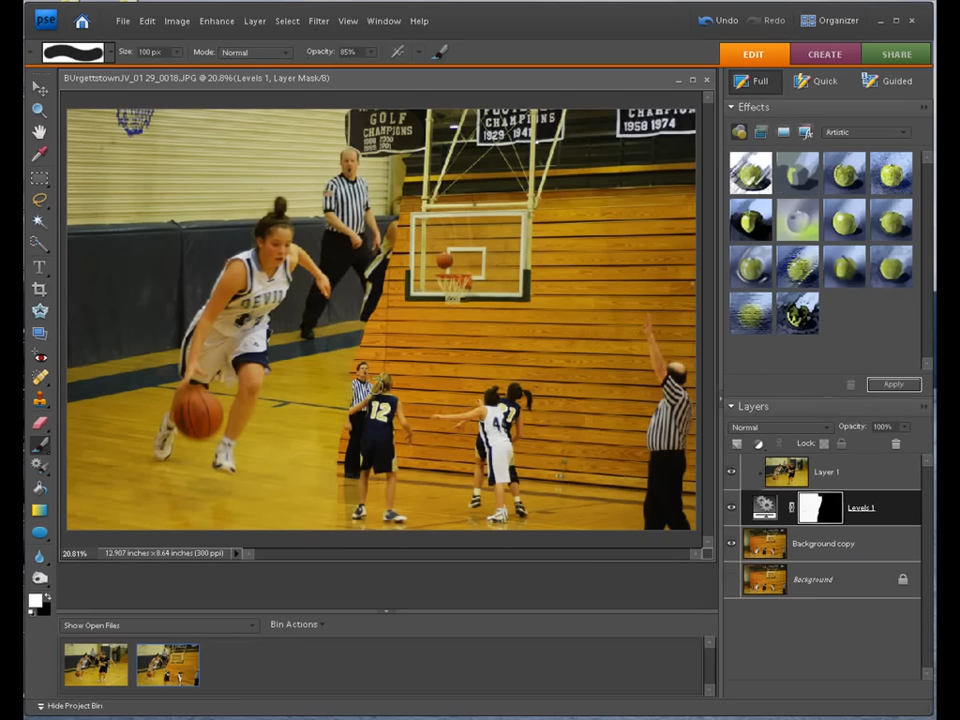 pse
File Edit Image Enhance Layer Select Filter View Window Help
Undo Redo Organizer
Size: 100 px Mode: Normal Opacity: 85%
EDIT CREATE SHARE
BUrgettstownJV_01 29_0018.JPG @ 20.8% (Levels 1, Layer Mask/8)
Full Quick Guided
Effects
Artistic
GOLF
CHAMPIONS
CHAMPIONS
1929 1941
CHAMPION
1958 1974
DEVIL
12
Apply
Layers
Normal Opacity: 100%
Lock:
Layer 1
Levels 1
Background copy
Background
20.81% 12.907 inches x 8.64 inches (300 ppi)
Show Open Files Bin Actions
Hide Project Bin